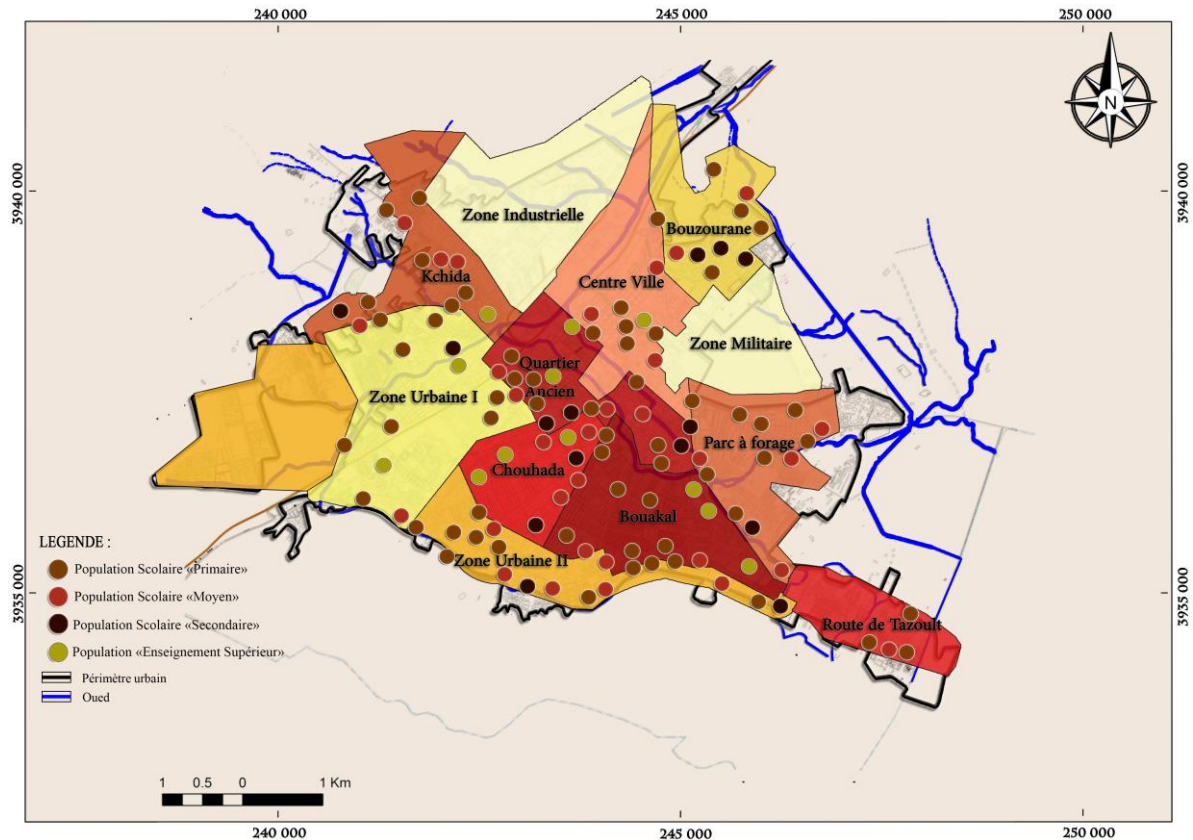 240 000
245 000
250 000
3940 000
3940 000
N
Zone Industrielle
Bouzourane
Kchida
Centre Ville
Zone Militaire
Quartier
Ancien
Zone Urbaine I
Parc à forage
Chouhada
Bouakal
Zone Urbaine II
Route de Tazoult
3935 000
3935 000
LEGENDE :
Population Scolaire «Primaire»
Population Scolaire «Moyen»
Population Scolaire «Secondaire»
Population «Enseignement Supérieur»
Périmètre urbain
Oued
1 0.5 0 1 Km
240 000
245 000
250 000